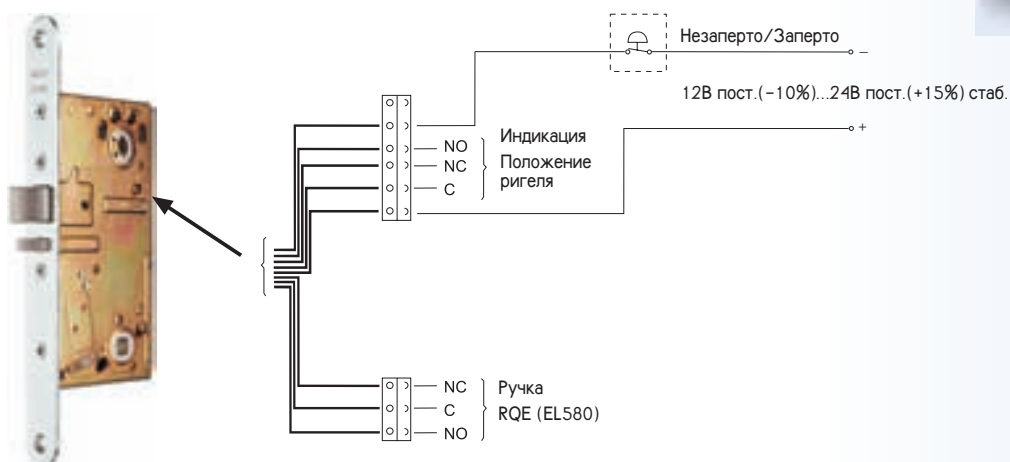 Незаперто/Заперто
–
12В пост.(–10%)...24В пост.(+15%) стаб.
+
NO
NC
C
Индикация
Положение
ригеля
NC
C
NO
Ручка
RQE (EL580)